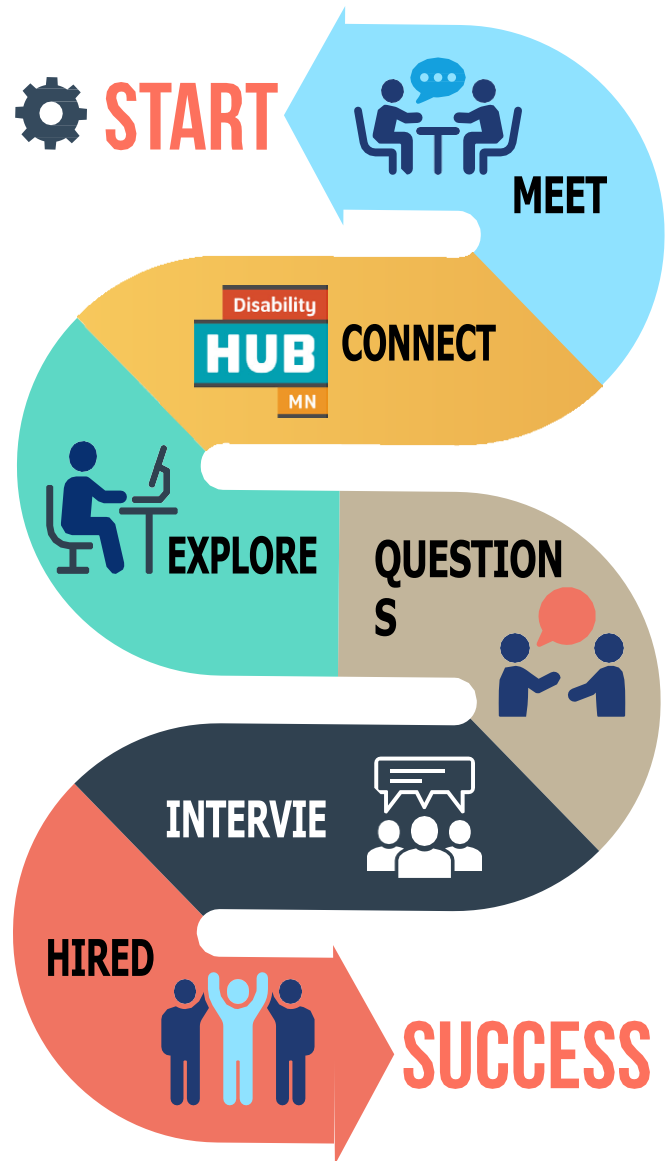 START
MEET
Disability
HUB
MN
CONNECT
EXPLORE
QUESTION
S
INTERVIE
HIRED
SUCCESS